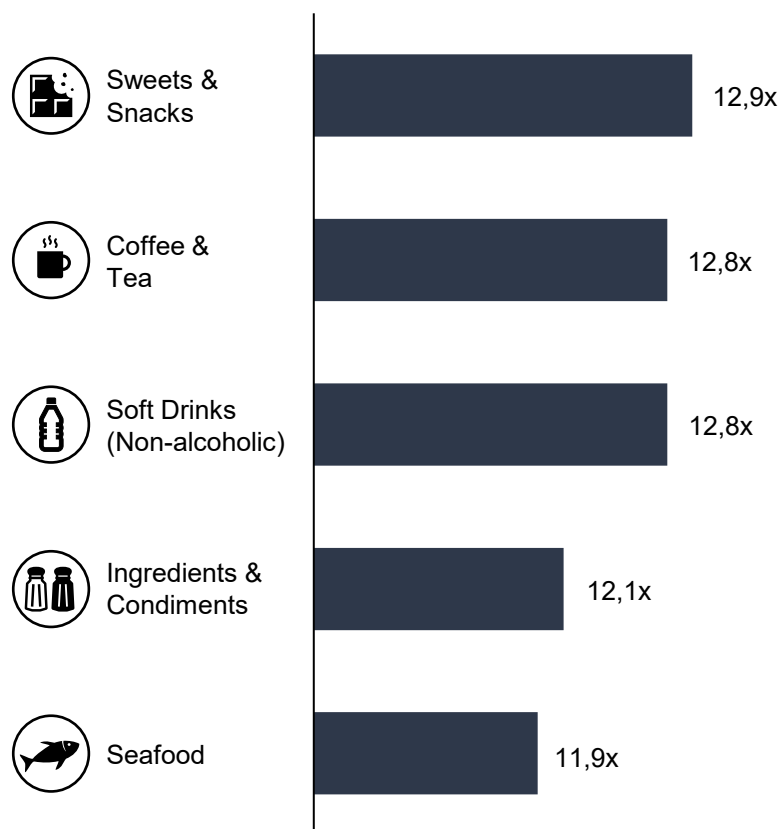 Sweets &
Snacks
12,9x
Coffee &
Tea
12,8x
Soft Drinks
(Non-alcoholic)
12,8x
Ingredients &
Condiments
12,1x
Seafood
11,9x